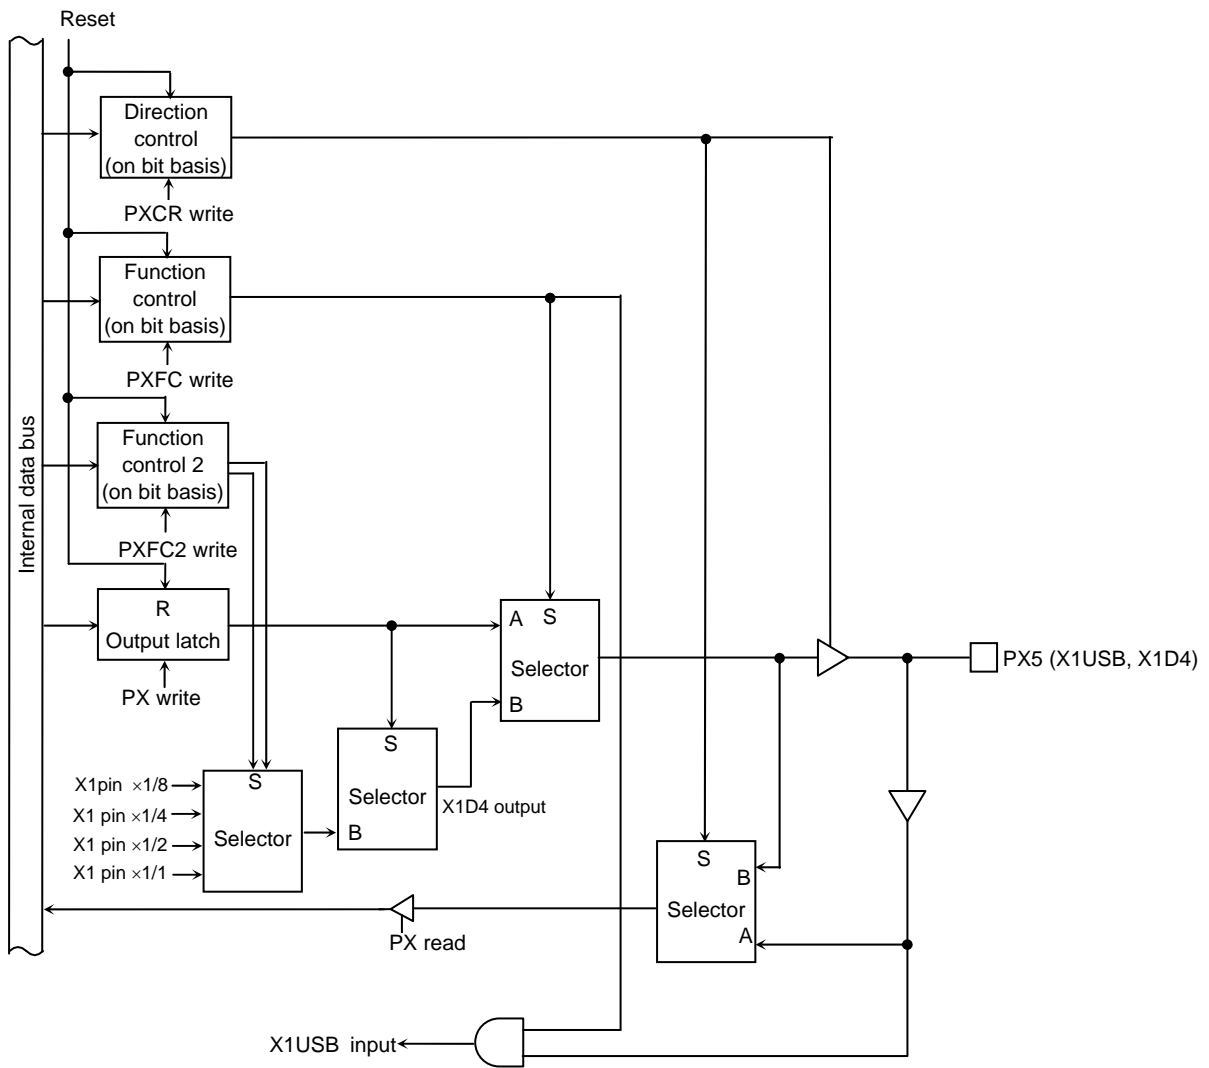 Reset
Direction
control
(on bit basis)
PXCR write
Function
control
(on bit basis)
PXFC write
Internal data bus
Function
control 2
(on bit basis)
PXFC2 write
R
Output latch
PX write
A S
Selector
B
PX5 (X1USB, X1D4)
S
Selector
B
X1D4 output
X1pin ×1/8
X1 pin ×1/4
X1 pin ×1/2
X1 pin ×1/1
S
Selector
S
B
Selector
A
PX read
X1USB input